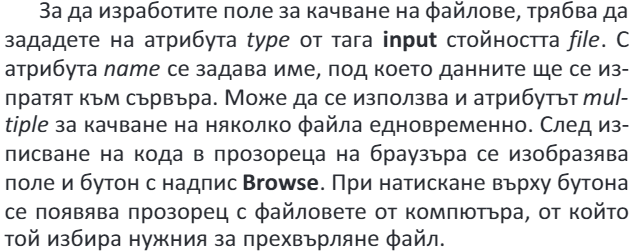 За да изработите поле за качване на файлове, трябва да
зададете на атрибута type от тага input стойността file. С
атрибута name се задава име, под което данните ще се из-
пратят към сървъра. Може да се използва и атрибутът mul-
tiple за качване на няколко файла едновременно. След из-
писване на кода в прозореца на браузъра се изобразява
поле и бутон с надпис Browse. При натискане върху бутона
се появява прозорец с файловете от компютъра, от който
той избира нужния за прехвърляне файл.